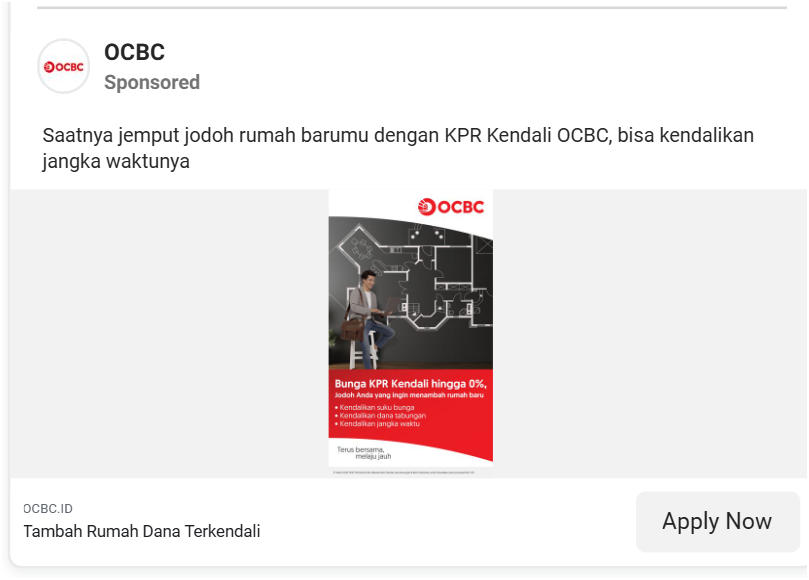 OCBC
OCBC
Sponsored
Saatnya jemput jodoh rumah barumu dengan KPR Kendali OCBC, bisa kendalikan
jangka waktunya
OCBC
Bunga KPR Kendali hingga 0%,
Jodoh Anda yang ingin menambah rumah baru
• Kendalikan suku bunga
• Kendalikan dana tabungan
• Kendalikan jangka waktu
Terus bersama,
melaju jauh
OCBC.ID
Tambah Rumah Dana Terkendali
Apply Now